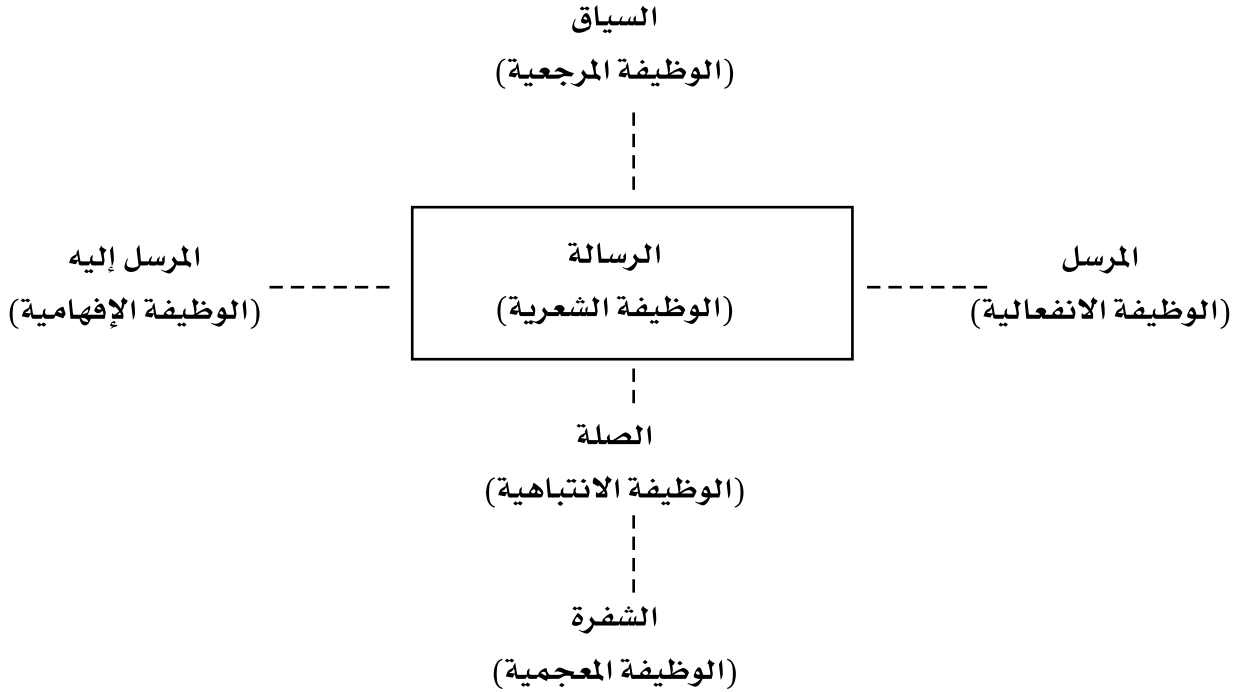 السياق
(الوظيفة المرجعية)
المرسل
(الوظيفة الانفعالية)
الرسالة
(الوظيفة الشعرية)
المرسل إليه
(الوظيفة الإفهامية)
الصلة
(الوظيفة الانتباهية)
الشفرة
(الوظيفة المعجمية)